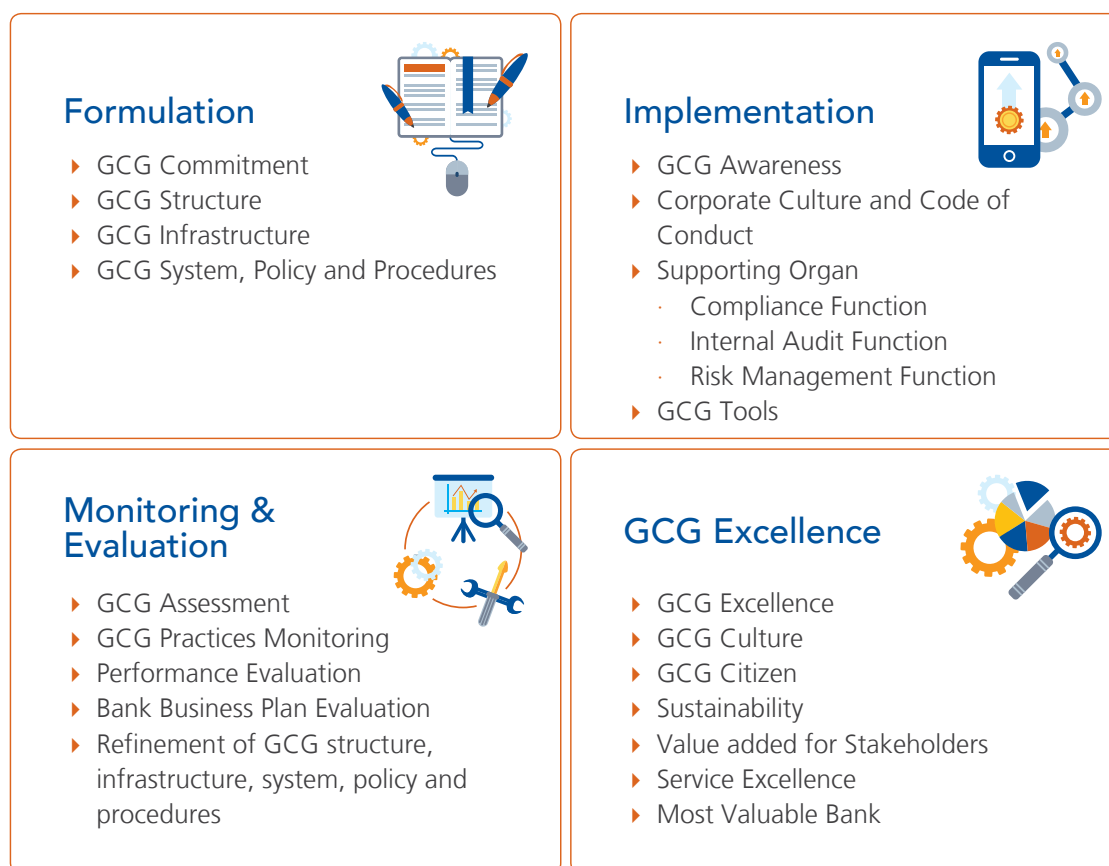 Formulation
GCG Commitment
GCG Structure
GCG Infrastructure
GCG System, Policy and Procedures
Implementation
GCG Awareness
Corporate Culture and Code of
Conduct
Supporting Organ
Compliance Function
Internal Audit Function
Risk Management Function
GCG Tools
Monitoring &
Evaluation
GCG Assessment
GCG Practices Monitoring
Performance Evaluation
Bank Business Plan Evaluation
Refinement of GCG structure,
infrastructure, system, policy and
procedures
GCG Excellence
GCG Excellence
GCG Culture
GCG Citizen
Sustainability
Value added for Stakeholders
Service Excellence
Most Valuable Bank